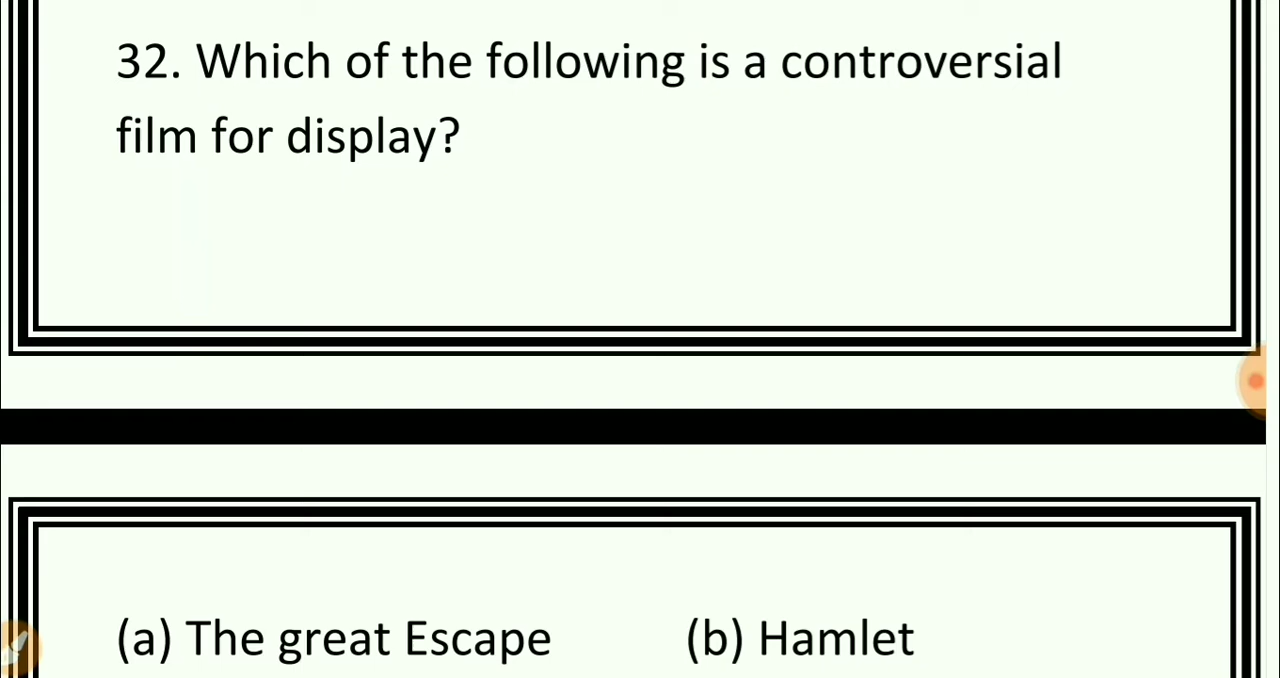 32. Which of the following is a controversial
film for display?
(a) The great Escape (b) Hamlet